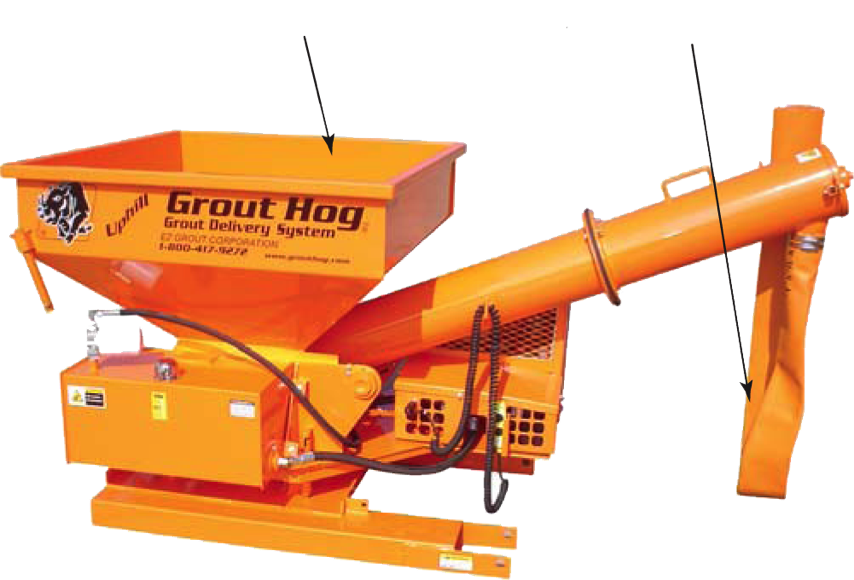 Uphill
Grout Hog
Grout Delivery System
EZ GROUT CORPORATION
1-800-417-9272
www.grouthog.com